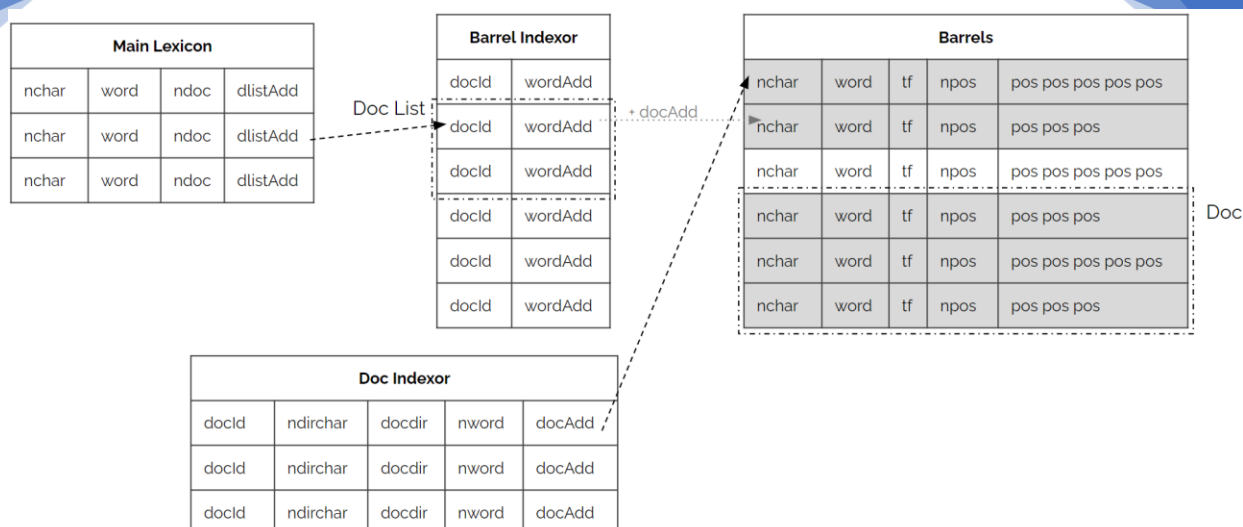 Main Lexicon
nchar word ndoc dlistAdd
nchar word ndoc dlistAdd
nchar word ndoc dlistAdd
Doc List
Barrel Indexor
docId wordAdd
docId wordAdd
docId wordAdd
docId wordAdd
docId wordAdd
docId wordAdd
+ docAdd
Barrels
nchar word tf npos pos pos pos pos pos
nchar word tf npos pos pos pos
nchar word tf npos pos pos pos pos pos
nchar word tf npos pos pos pos
nchar word tf npos pos pos pos pos pos
nchar word tf npos pos pos pos
Doc
Doc Indexor
docId ndirchar docdir nword docAdd
docId ndirchar docdir nword docAdd
docId ndirchar docdir nword docAdd